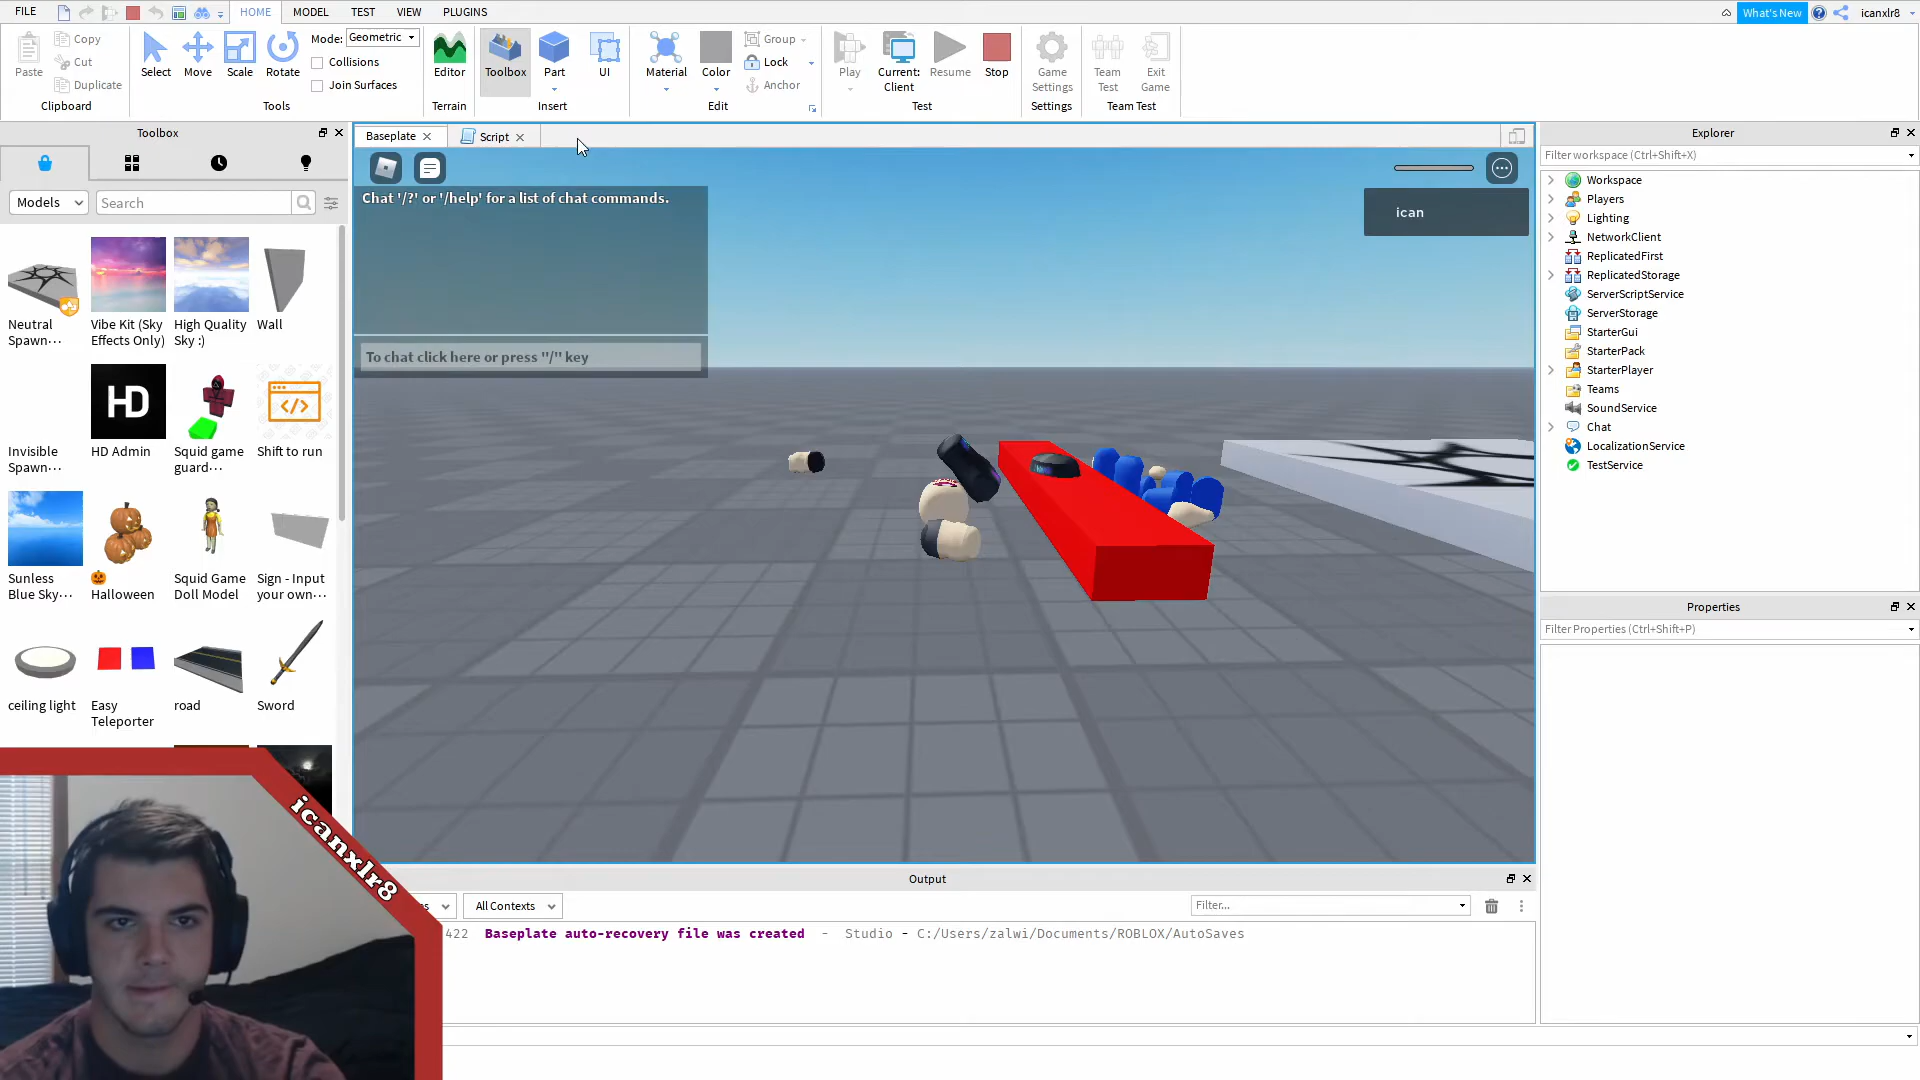 FILE
HOME
MODEL
TEST
VIEW
PLUGINS
What's New
icanxlr8
Paste
Copy
Cut
Duplicate
Clipboard
Select
Move
Scale
Rotate
Mode: Geometric
Collisions
Join Surfaces
Tools
Editor
Terrain
Toolbox
Part
UI
Insert
Material
Color
Group
Lock
Anchor
Edit
Play
Current:
Client
Resume
Stop
Test
Game
Settings
Settings
Team
Test
Exit
Game
Team Test
Toolbox
Models
Search
Neutral
Spawn...
Vibe Kit (Sky
Effects Only)
High Quality
Sky :)
Wall
Invisible
Spawn...
HD
HD Admin
Squid game
guard...
Shift to run
Sunless
Blue Sky...
Halloween
Squid Game
Doll Model
Sign - Input
your own...
ceiling light
Easy
Teleporter
road
Sword
icanxlr8
Baseplate
Script
Chat '/?' or '/help' for a list of chat commands.
To chat click here or press "/" key
ican
Output
All Contexts
Filter...
422 Baseplate auto-recovery file was created - Studio - C:/Users/zalwi/Documents/ROBLOX/AutoSaves
Explorer
Filter workspace (Ctrl+Shift+X)
Workspace
Players
Lighting
NetworkClient
ReplicatedFirst
ReplicatedStorage
ServerScriptService
ServerStorage
StarterGui
StarterPack
StarterPlayer
Teams
SoundService
Chat
LocalizationService
TestService
Properties
Filter Properties (Ctrl+Shift+P)